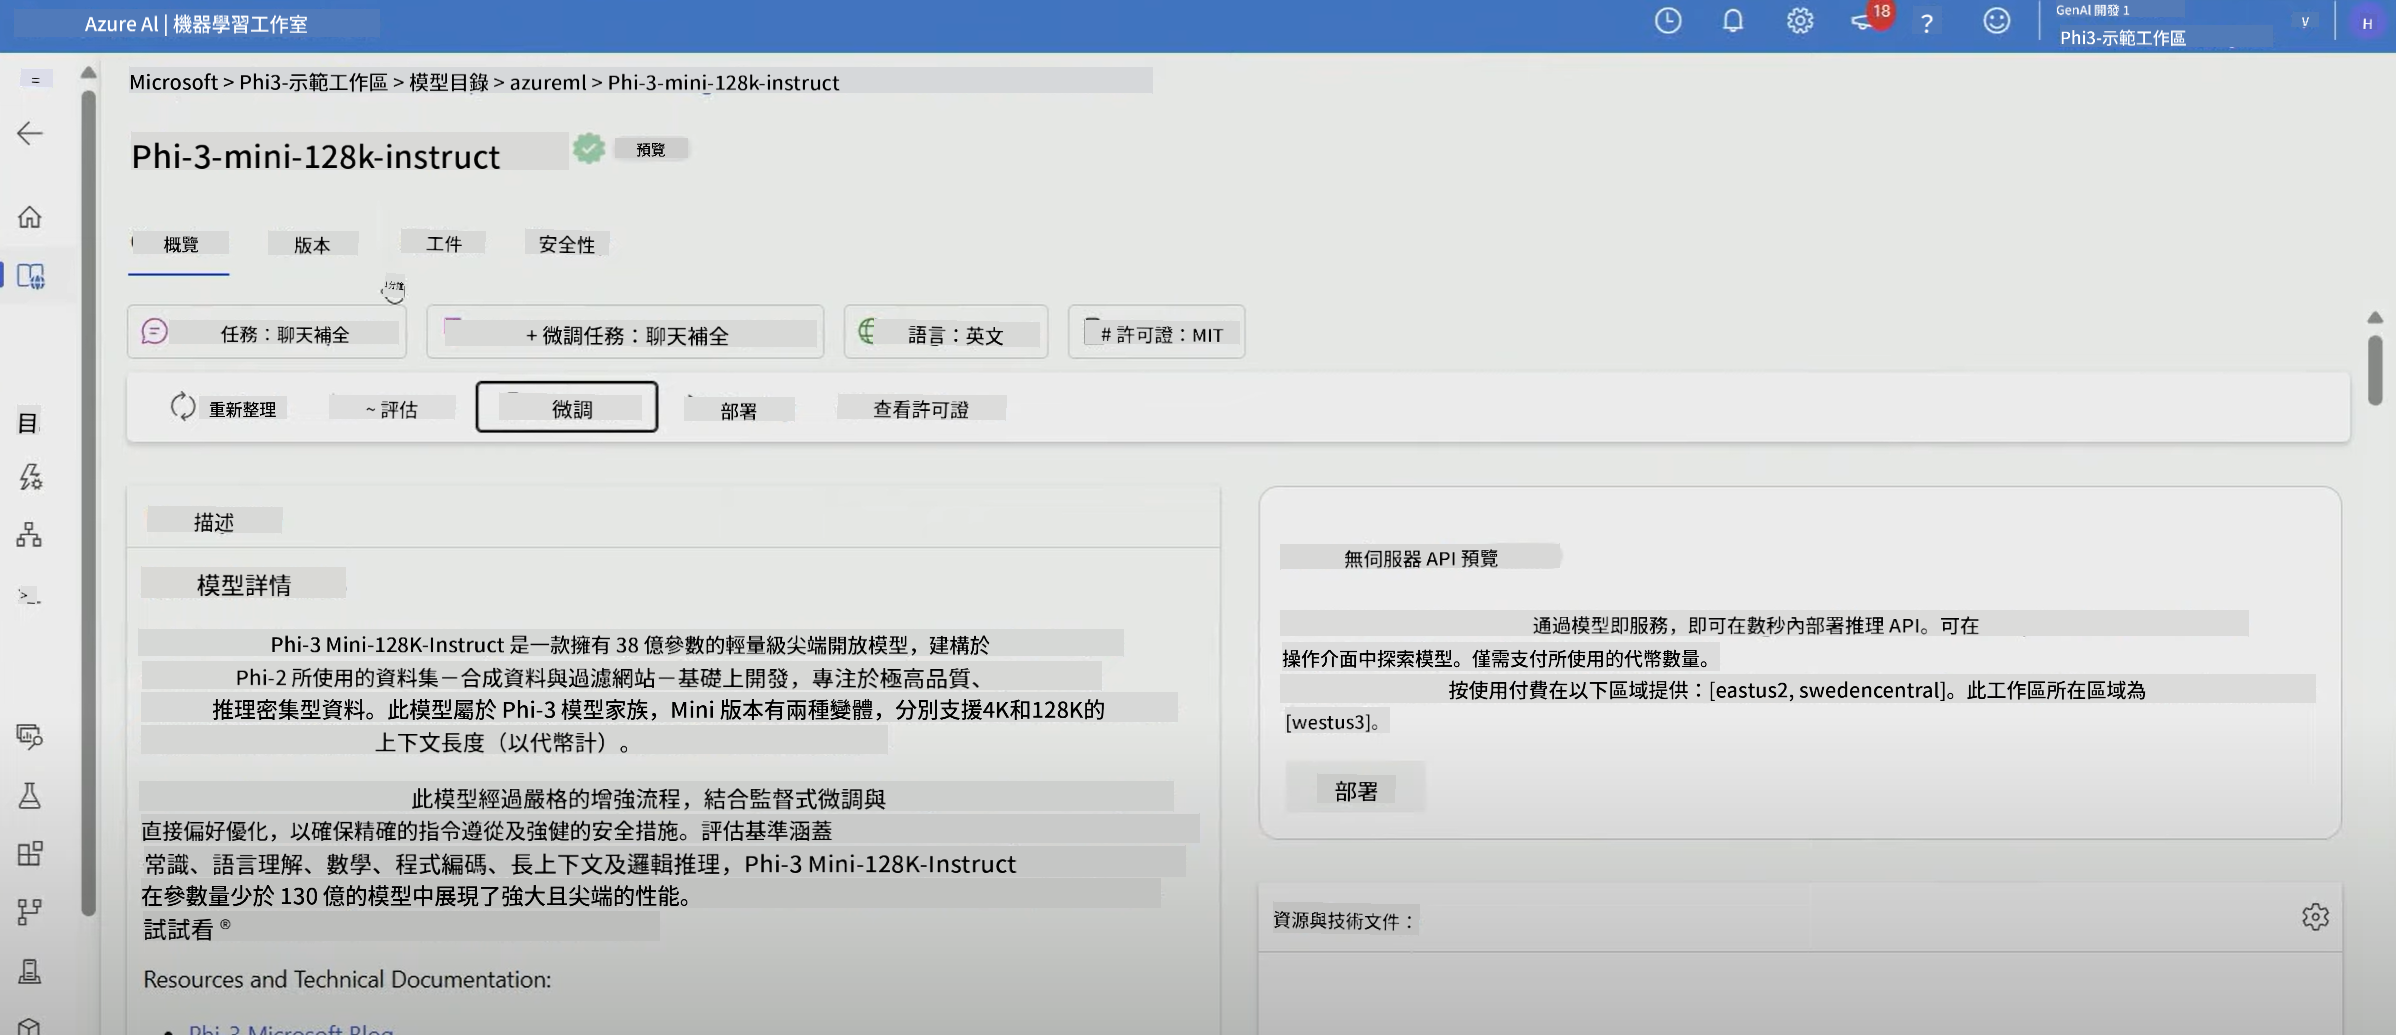 Azure AI | 機器學習工作室
18
?
GenAI 開發 1
Phi3-示範工作區
H
Microsoft > Phi3-示範工作區 > 模型目錄 > azureml > Phi-3-mini-128k-instruct
Phi-3-mini-128k-instruct
預覽
概覽
版本
工件
安全性
任務：聊天補全
+ 微調任務：聊天補全
語言：英文
# 許可證：MIT
重新整理
~ 評估
微調
部署
查看許可證
目
描述
模型詳情
Phi-3 Mini-128K-Instruct 是一款擁有 38 億參數的輕量級尖端開放模型，建構於
Phi-2 所使用的資料集－合成資料與過濾網站－基礎上開發，專注於極高品質、
推理密集型資料。此模型屬於 Phi-3 模型家族，Mini 版本有兩種變體，分別支援4K和128K的
上下文長度（以代幣計）。
此模型經過嚴格的增強流程，結合監督式微調與
直接偏好優化，以確保精確的指令遵從及強健的安全措施。評估基準涵蓋
常識、語言理解、數學、程式編碼、長上下文及邏輯推理，Phi-3 Mini-128K-Instruct
在參數量少於 130 億的模型中展現了強大且尖端的性能。
試試看 ®
Resources and Technical Documentation:
Phi-3 Microsoft Blog
無伺服器 API 預覽
通過模型即服務，即可在數秒內部署推理 API。可在
操作介面中探索模型。僅需支付所使用的代幣數量。
按使用付費在以下區域提供：[eastus2, swedencentral]。此工作區所在區域為
[westus3]。
部署
資源與技術文件：